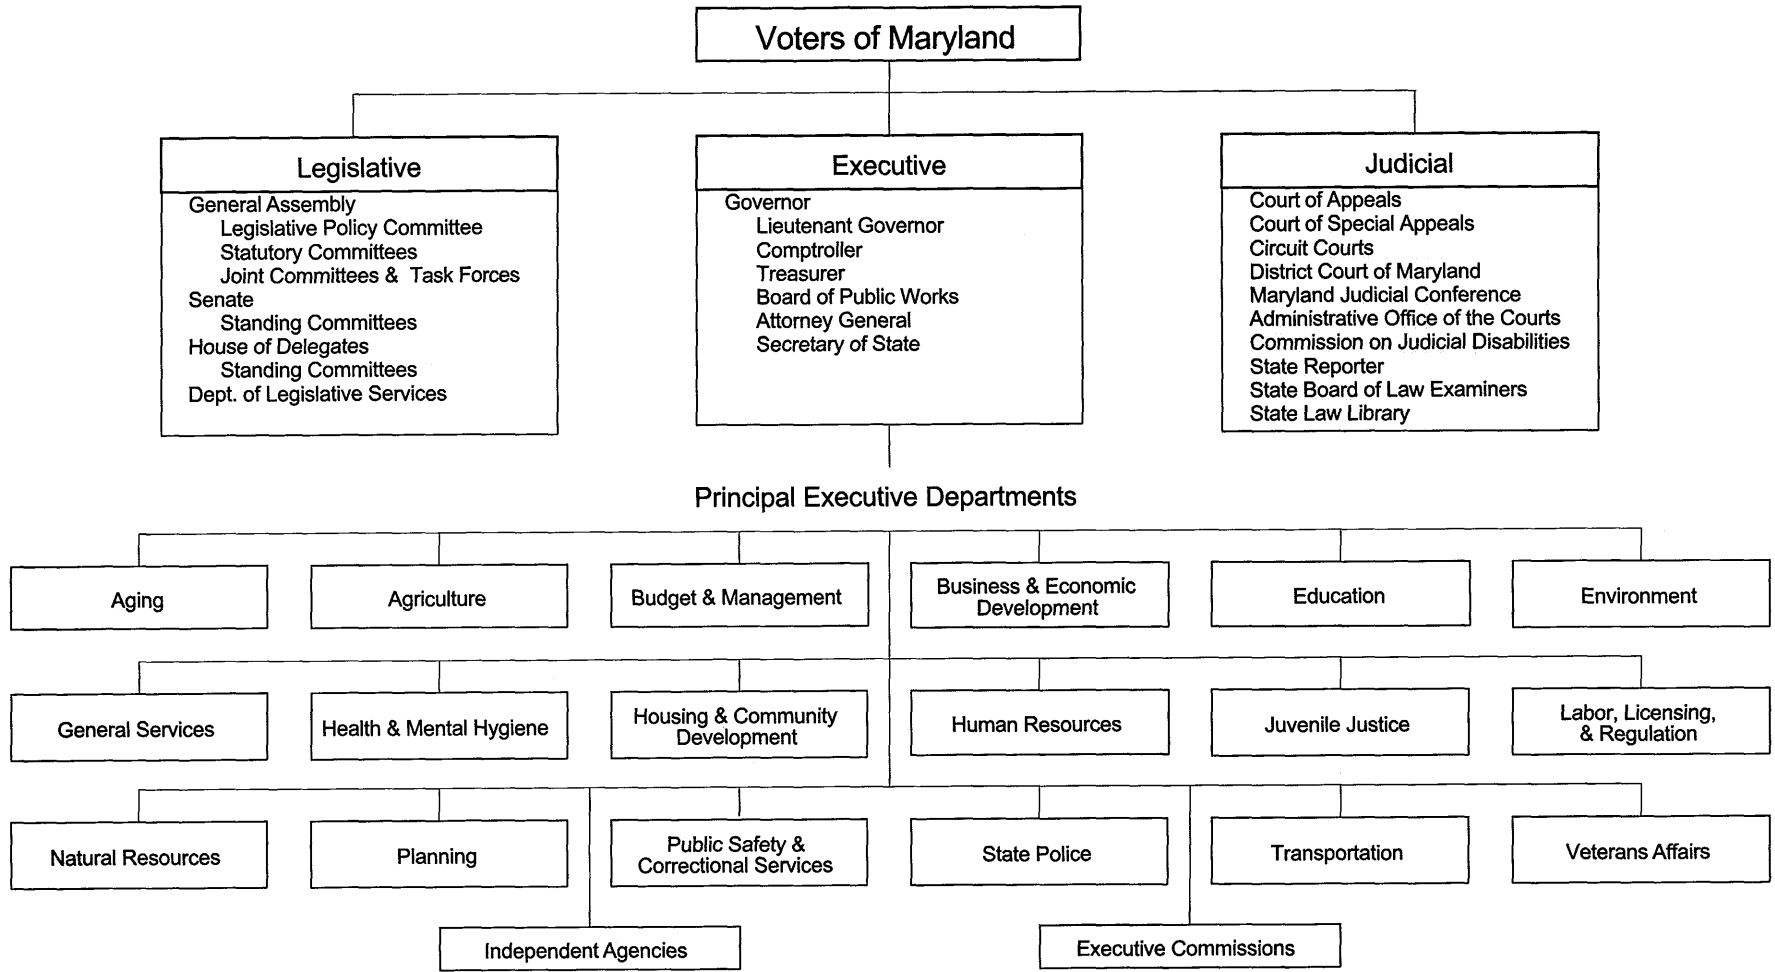 Voters of Maryland
Legislative
General Assembly
Legislative Policy Committee
Statutory Committees
Joint Committees & Task Forces
Senate
Standing Committees
House of Delegates
Standing Committees
Dept. of Legislative Services
Executive
Governor
Lieutenant Governor
Comptroller
Treasurer
Board of Public Works
Attorney General
Secretary of State
Judicial
Court of Appeals
Court of Special Appeals
Circuit Courts
District Court of Maryland
Maryland Judicial Conference
Administrative Office of the Courts
Commission on Judicial Disabilities
State Reporter
State Board of Law Examiners
State Law Library
Principal Executive Departments
Aging
Agriculture
Budget & Management
Business & Economic
Development
Education
Environment
General Services
Health & Mental Hygiene
Housing & Community
Development
Human Resources
Juvenile Justice
Labor, Licensing,
& Regulation
Natural Resources
Planning
Public Safety &
Correctional Services
State Police
Transportation
Veterans Affairs
Independent Agencies
Executive Commissions